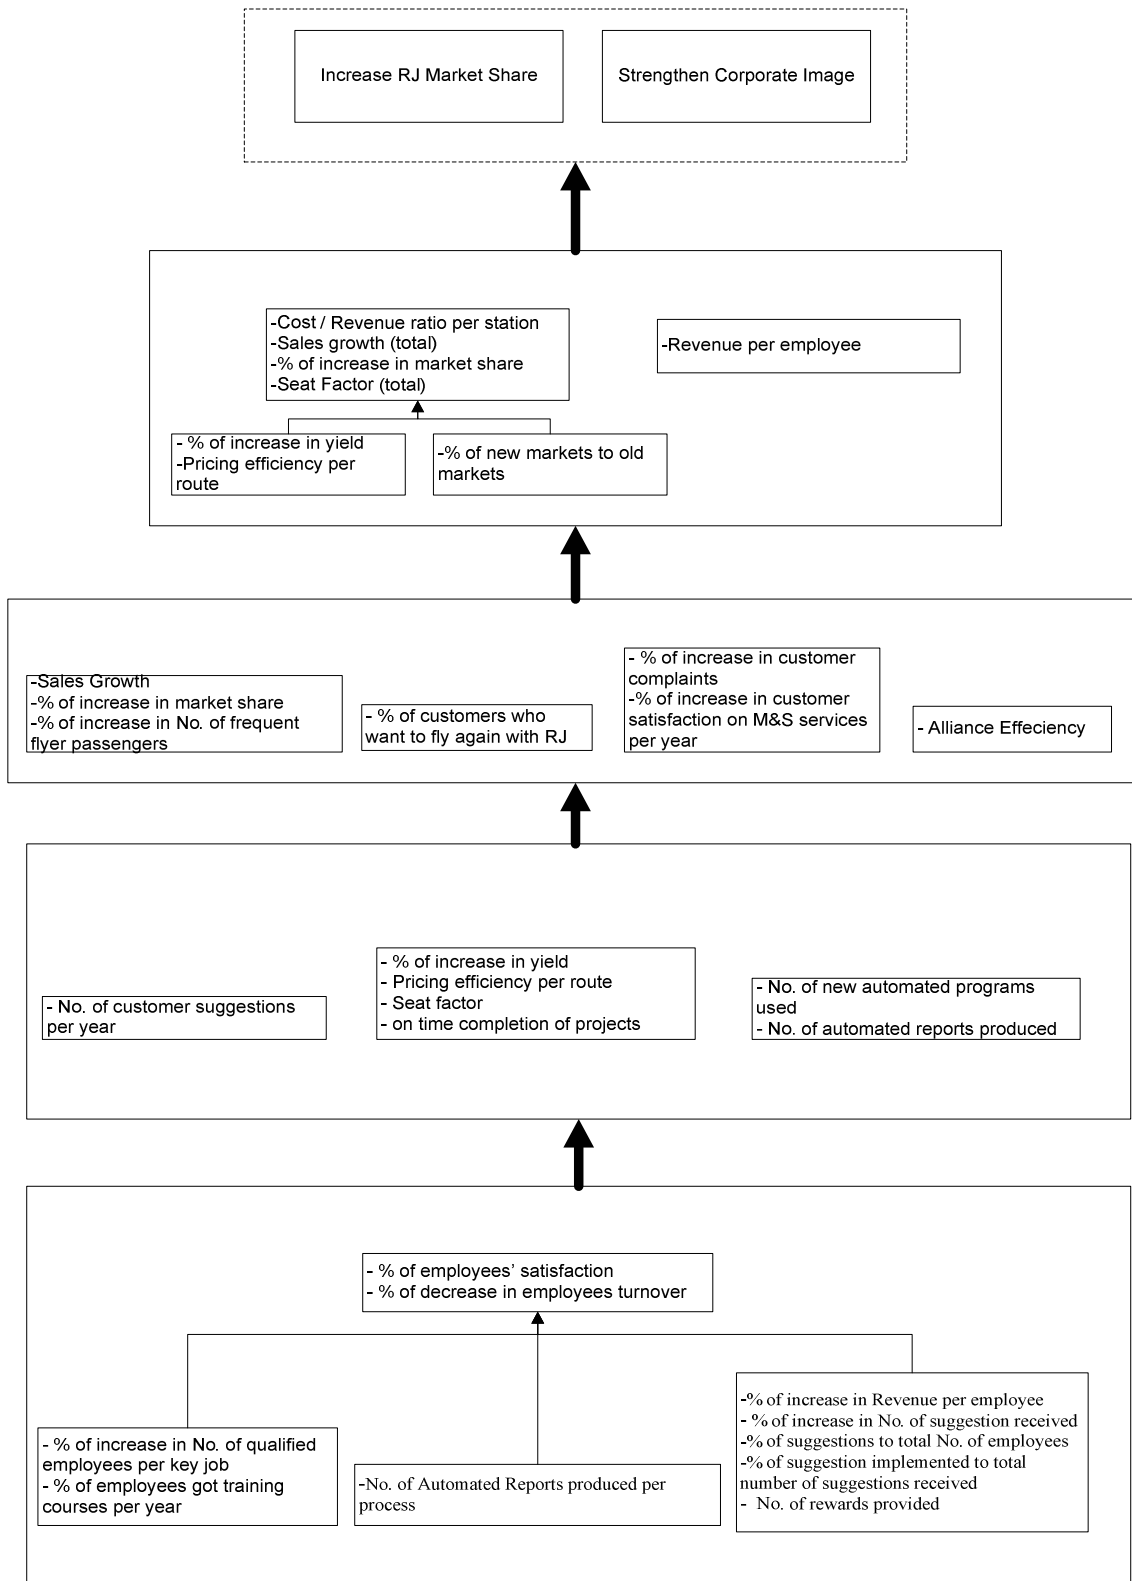 Increase RJ Market Share
Strengthen Corporate Image
-Cost / Revenue ratio per station
-Sales growth (total)
-% of increase in market share
-Seat Factor (total)
-Revenue per employee
- % of increase in yield
-Pricing efficiency per
route
-% of new markets to old
markets
-Sales Growth
-% of increase in market share
-% of increase in No. of frequent
flyer passengers
- % of customers who
want to fly again with RJ
- % of increase in customer
complaints
-% of increase in customer
satisfaction on M&S services
per year
- Alliance Effeciency
- No. of customer suggestions
per year
- % of increase in yield
- Pricing efficiency per route
- Seat factor
- on time completion of projects
- No. of new automated programs
used
- No. of automated reports produced
- % of employees’ satisfaction
- % of decrease in employees turnover
- % of increase in No. of qualified
employees per key job
- % of employees got training
courses per year
-No. of Automated Reports produced per
process
-% of increase in Revenue per employee
- % of increase in No. of suggestion received
-% of suggestions to total No. of employees
-% of suggestion implemented to total
number of suggestions received
- No. of rewards provided